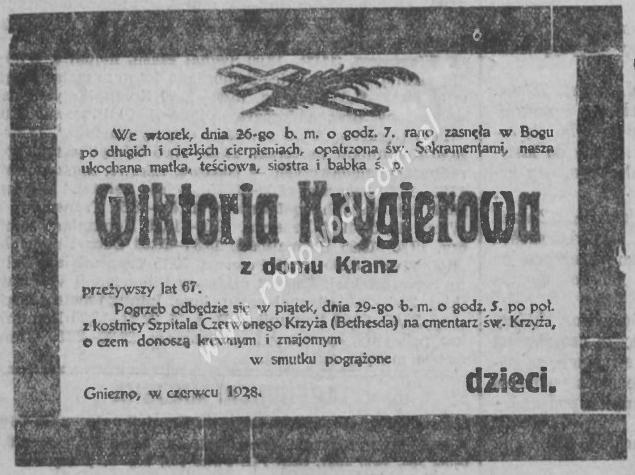 We wtorek, dnia 26-go b. m. o godz. 7. rano zasnęła w Bogu
po długich i ciężkich cierpieniach, opatrzona św. Sakramentami, nasza
ukochana matka, teściowa, siostra i babka ś. p.
Wiktorja Krygierowa
z domu Kranz
przeżywszy lat 67.
Pogrzeb odbędzie się w piątek, dnia 29-go b. m. o godz. 5. po poł.
z kostnicy Szpitala Czerwonego Krzyża (Bethesda) na cmentarz św. Krzyża,
o czem donoszą krewnym i znajomym
w smutku pogrążone
dzieci.
Gniezno, w czerwcu 1928.
www.rodowody.com.pl